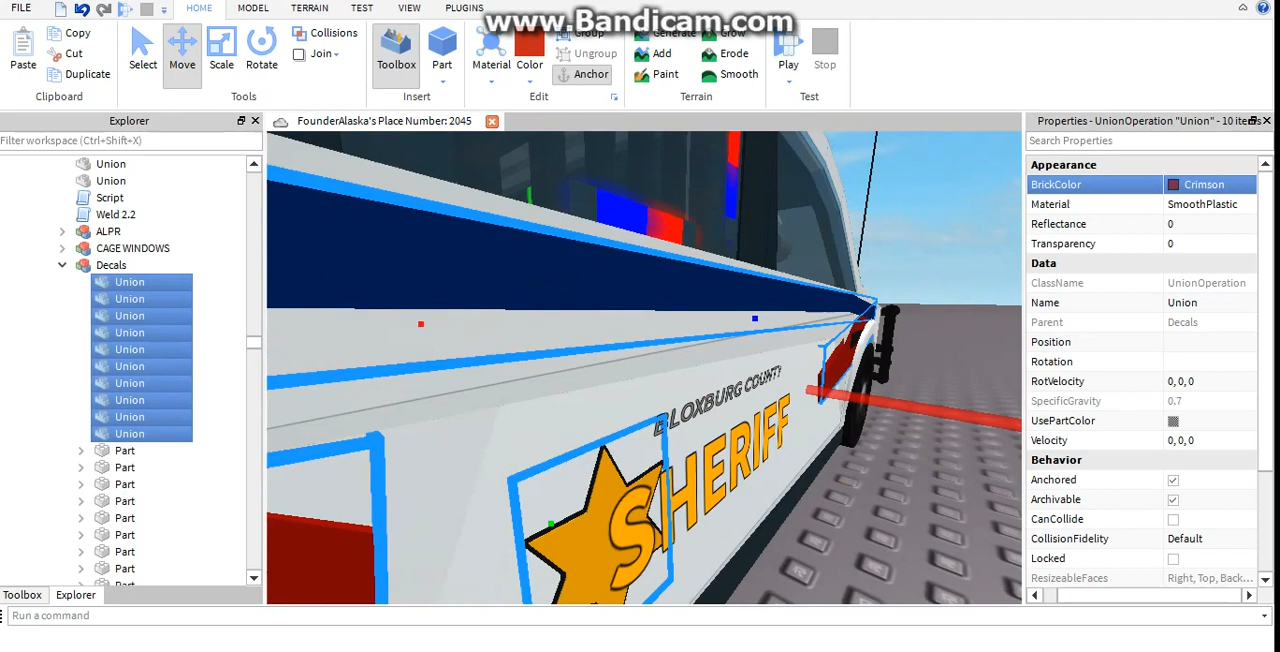 www.Bandicam.com
FILE
HOME
MODEL
TERRAIN
TEST
VIEW
PLUGINS
Paste
Copy
Cut
Duplicate
Clipboard
Select
Move
Scale
Rotate
Collisions
Join
Tools
Toolbox
Part
Insert
Material
Color
Group
Ungroup
Anchor
Edit
Generate
Grow
Add
Erode
Paint
Smooth
Terrain
Play
Stop
Test
Explorer
Filter workspace (Ctrl+Shift+X)
Union
Union
Script
Weld 2.2
ALPR
CAGE WINDOWS
Decals
Union
Union
Union
Union
Union
Union
Union
Union
Union
Union
Part
Part
Part
Part
Part
Part
Part
Part
Part
Toolbox
Explorer
Run a command
FounderAlaska's Place Number: 2045
BLOXBURG COUNTY
SHERIFF
Properties - UnionOperation "Union" - 10 items
Search Properties
Appearance
BrickColor Crimson
Material SmoothPlastic
Reflectance 0
Transparency 0
Data
ClassName UnionOperation
Name Union
Parent Decals
Position
Rotation
RotVelocity 0, 0, 0
SpecificGravity 0.7
UsePartColor
Velocity 0, 0, 0
Behavior
Anchored
Archivable
CanCollide
CollisionFidelity Default
Locked
ResizeableFaces Right, Top, Back...